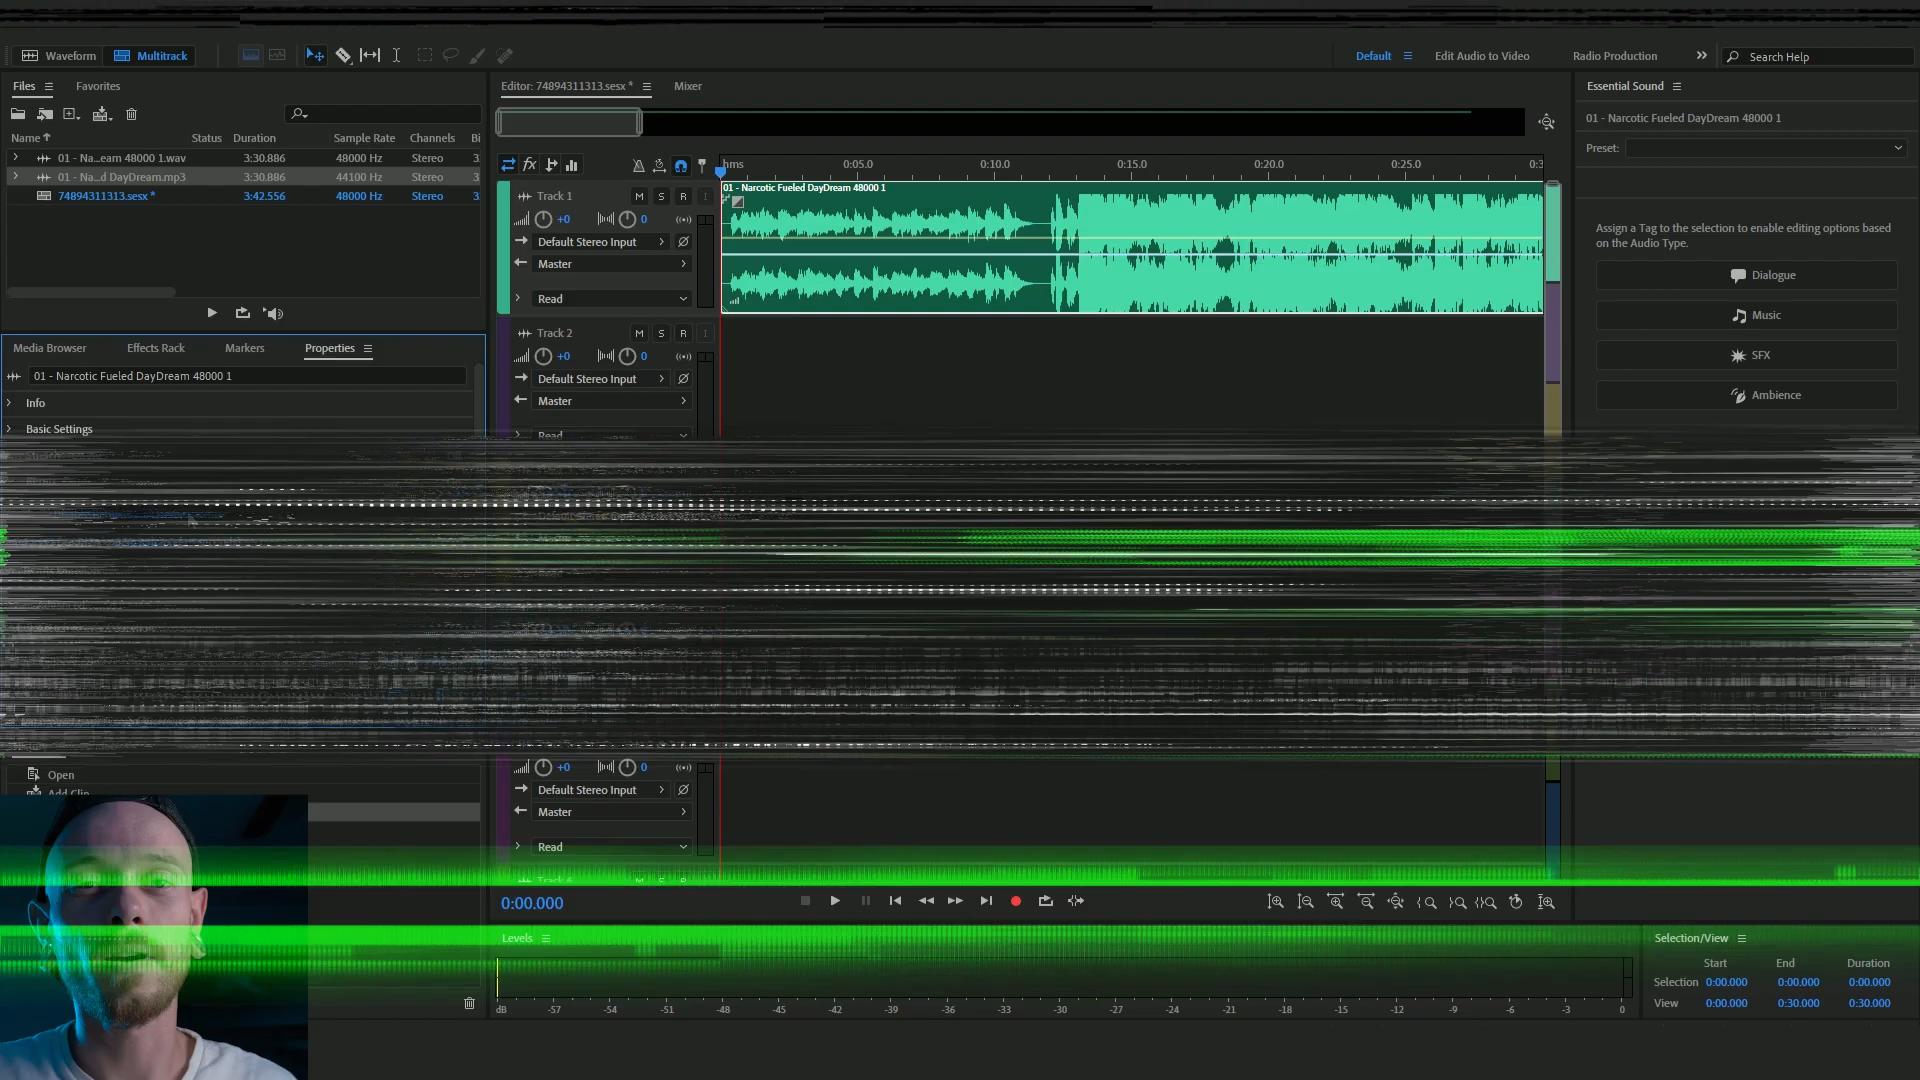 Waveform
Multitrack
Default
Edit Audio to Video
Radio Production
Search Help
Files
Favorites
Name
Status
Duration
Sample Rate
Channels
Bi
01 - Na...eam 48000 1.wav
3:30.886
48000 Hz
Stereo
3
01 - Na...d DayDream.mp3
3:30.886
44100 Hz
Stereo
3
74894311313.sesx *
3:42.556
48000 Hz
Stereo
3
Media Browser
Effects Rack
Markers
Properties
01 - Narcotic Fueled DayDream 48000 1
Info
Basic Settings
Open
Add Clip
Editor: 74894311313.sesx *
Mixer
hms
0:05.0
0:10.0
0:15.0
0:20.0
0:25.0
0:3
Track 1
M
S
R
I
+0
0
Default Stereo Input
Master
Read
01 - Narcotic Fueled DayDream 48000 1
Track 2
M
S
R
I
+0
0
Default Stereo Input
Master
Read
+0
0
Default Stereo Input
Master
Read
0:00.000
Levels
dB
-57
-54
-51
-48
-45
-42
-39
-36
-33
-30
-27
-24
-21
-18
-15
-12
-9
-6
-3
0
Essential Sound
01 - Narcotic Fueled DayDream 48000 1
Preset:
Assign a Tag to the selection to enable editing options based
on the Audio Type.
Dialogue
Music
SFX
Ambience
Selection/View
Start
End
Duration
Selection
0:00.000
0:00.000
0:00.000
View
0:00.000
0:30.000
0:30.000